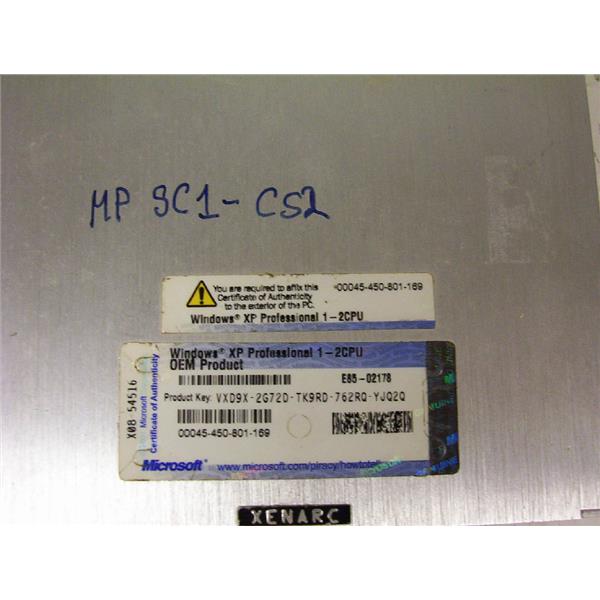 MP SC1-CS2
You are required to affix this
Certificate of Authenticity
to the exterior of the PC.
00045-450-801-169
Windows® XP Professional 1-2CPU
X08-54516
Microsoft
Certificate of Authenticity
Windows® XP Professional 1-2CPU
OEM Product
E85-02178
Product Key: VXD9X-2G72D-TK9RD-762RQ-YJQ2Q
00045-450-801-169
Microsoft® www.microsoft.com/piracy/howtotell
XENARC